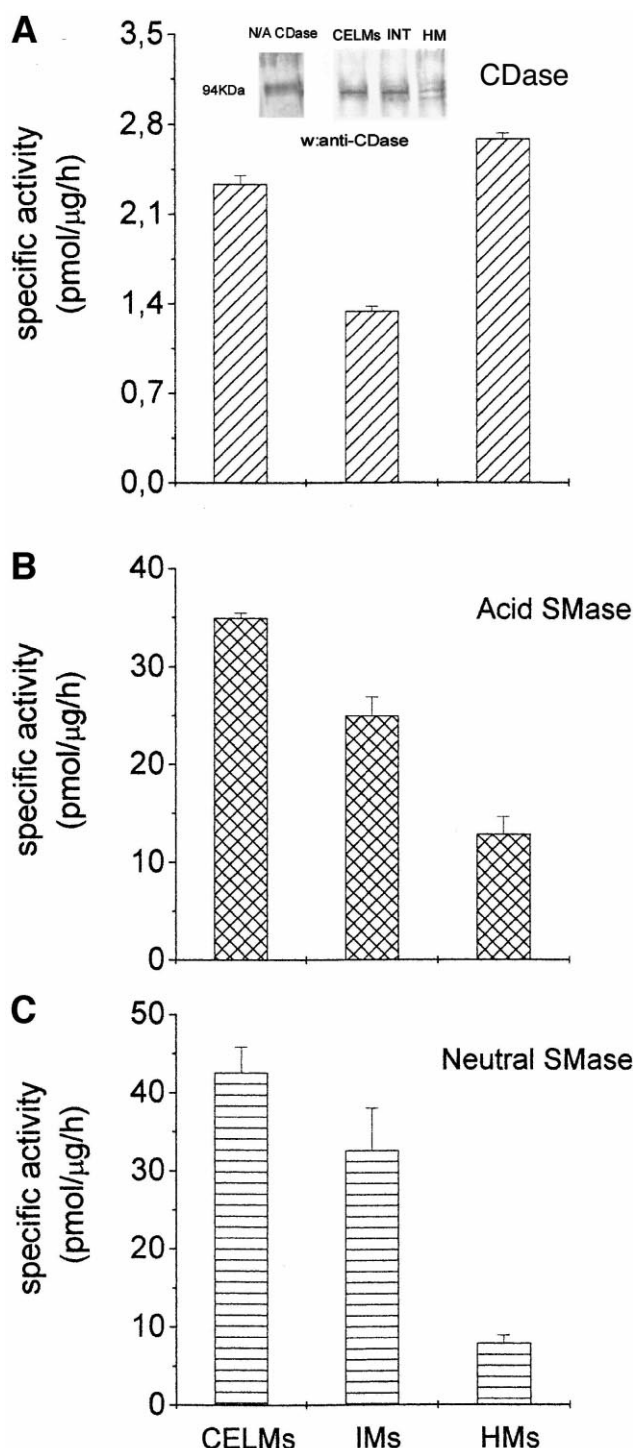 A
N/A CDase CELMs INT HM
94KDa
w:anti-CDase
CDase
specific activity
(pmol/µg/h)
3,5
2,8
2,1
1,4
0,7
0,0
B
Acid SMase
specific activity
(pmol/µg/h)
40
30
20
10
0
C
Neutral SMase
specific activity
(pmol/µg/h)
50
40
30
20
10
0
CELMs IMs HMs